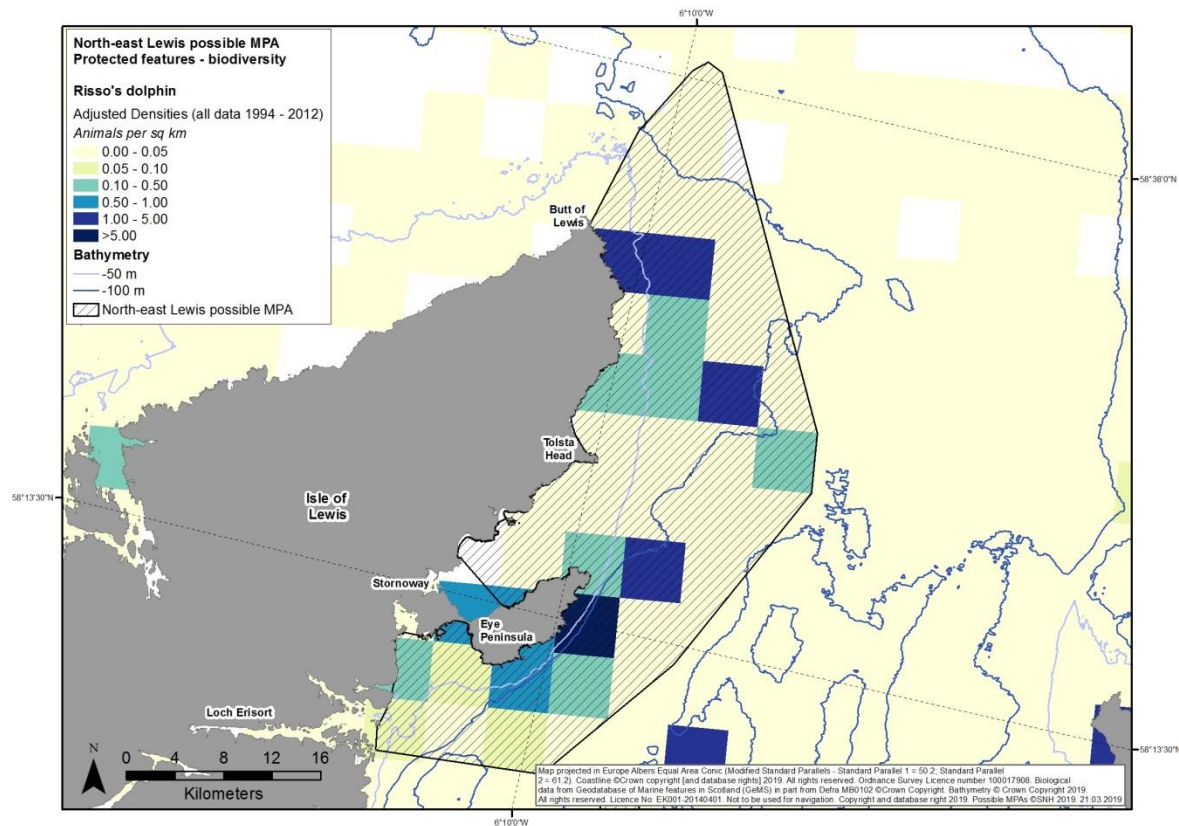 6°10'0"W
North-east Lewis possible MPA
Protected features - biodiversity
Risso's dolphin
Adjusted Densities (all data 1994 - 2012)
Animals per sq km
0.00 - 0.05
0.05 - 0.10
0.10 - 0.50
0.50 - 1.00
1.00 - 5.00
>5.00
Bathymetry
-50 m
-100 m
North-east Lewis possible MPA
58°38'0"N
Butt of
Lewis
Tolsta
Head
58°13'30"N
Isle of
Lewis
Stornoway
Eye
Peninsula
Loch Erisort
N
0 4 8 12 16
Kilometers
58°13'30"N
Map projected in Europe Albers Equal Area Conic (Modified Standard Parallels - Standard Parallel 1 = 50.2; Standard Parallel
2 = 61.2). Coastline ©Crown copyright [and database rights] 2019. All rights reserved. Ordnance Survey Licence number 100017908. Biological
data from Geodatabase of Marine features in Scotland (GeMS) in part from Defra MB0102 ©Crown Copyright. Bathymetry © Crown Copyright 2019.
All rights reserved. Licence No. EK001-20140401. Not to be used for navigation. Copyright and database right 2019. Possible MPAs ©SNH 2019. 21.03.2019
6°10'0"W